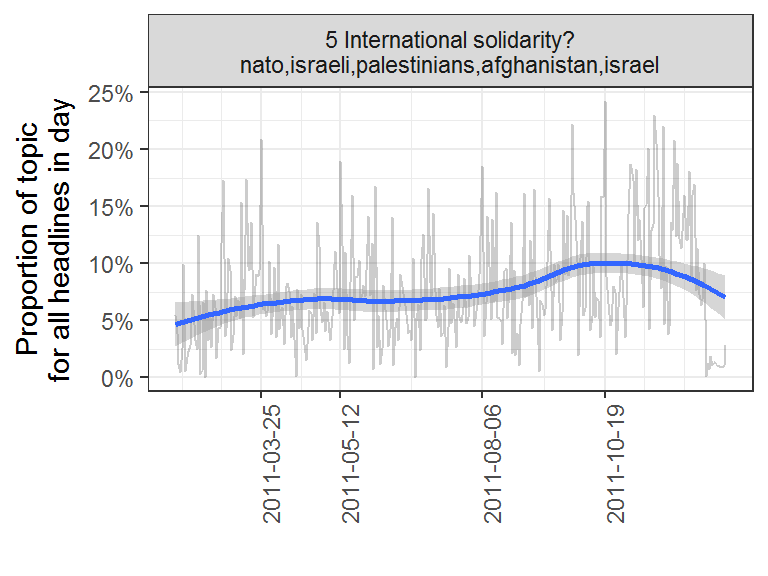 5 International solidarity?
nato,israeli,palestinians,afghanistan,israel
Proportion of topic
for all headlines in day
25%
20%
15%
10%
5%
0%
2011-03-25
2011-05-12
2011-08-06
2011-10-19